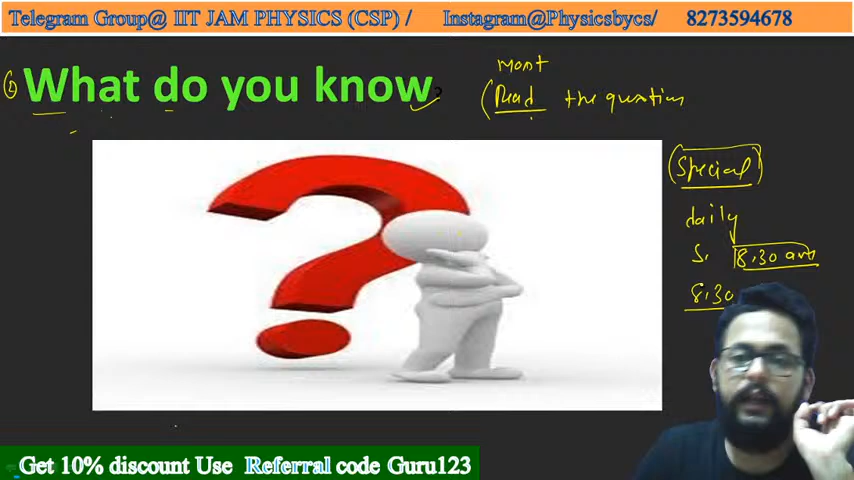 Telegram Group@ IIT JAM PHYSICS (CSP) / Instagram@Physicsbycs/ 8273594678
What do you know?
Most
(Read the question
(Special)
daily
S. 8:30
8:30
Get 10% discount Use Referral code Guru123